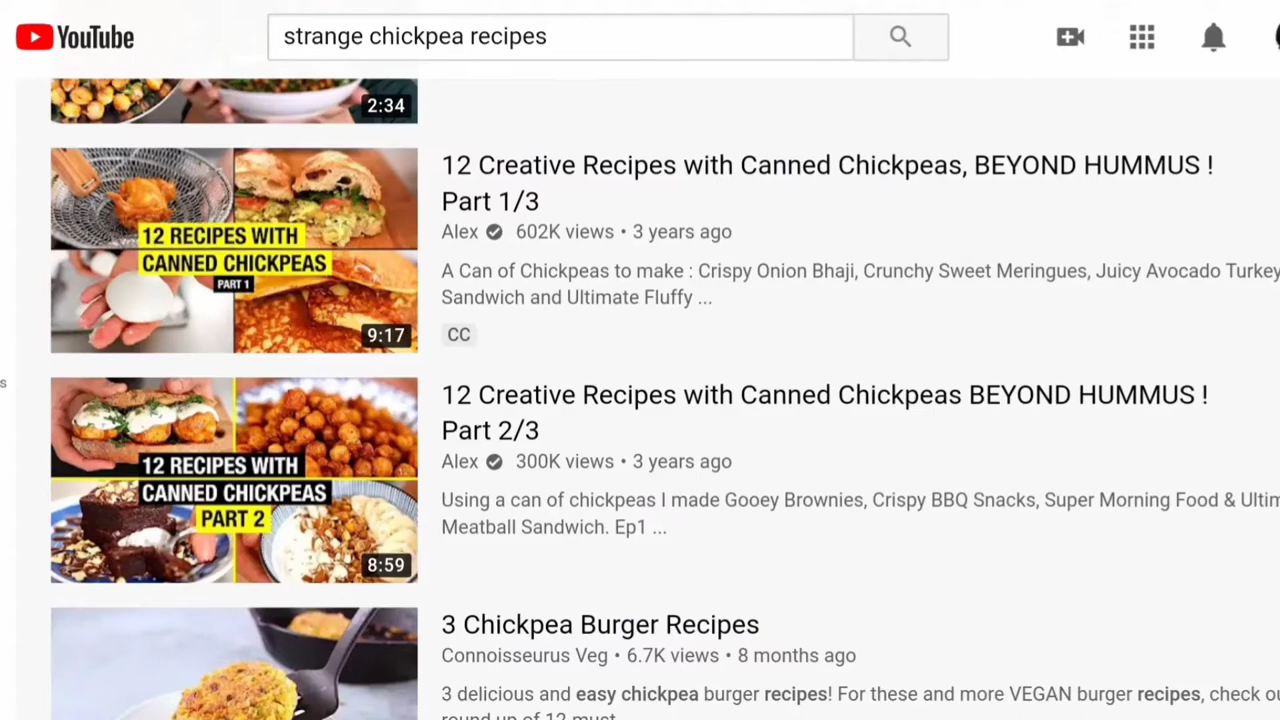 YouTube
strange chickpea recipes
2:34
12 Creative Recipes with Canned Chickpeas, BEYOND HUMMUS !
Part 1/3
Alex 602K views • 3 years ago
A Can of Chickpeas to make : Crispy Onion Bhaji, Crunchy Sweet Meringues, Juicy Avocado Turkey
Sandwich and Ultimate Fluffy ...
CC
12 RECIPES WITH
CANNED CHICKPEAS
PART 1
9:17
s
12 Creative Recipes with Canned Chickpeas BEYOND HUMMUS !
Part 2/3
Alex 300K views • 3 years ago
Using a can of chickpeas I made Gooey Brownies, Crispy BBQ Snacks, Super Morning Food & Ultim
Meatball Sandwich. Ep1 ...
12 RECIPES WITH
CANNED CHICKPEAS
PART 2
8:59
3 Chickpea Burger Recipes
Connoisseurus Veg • 6.7K views • 8 months ago
3 delicious and easy chickpea burger recipes! For these and more VEGAN burger recipes, check ou
round up of 12 must